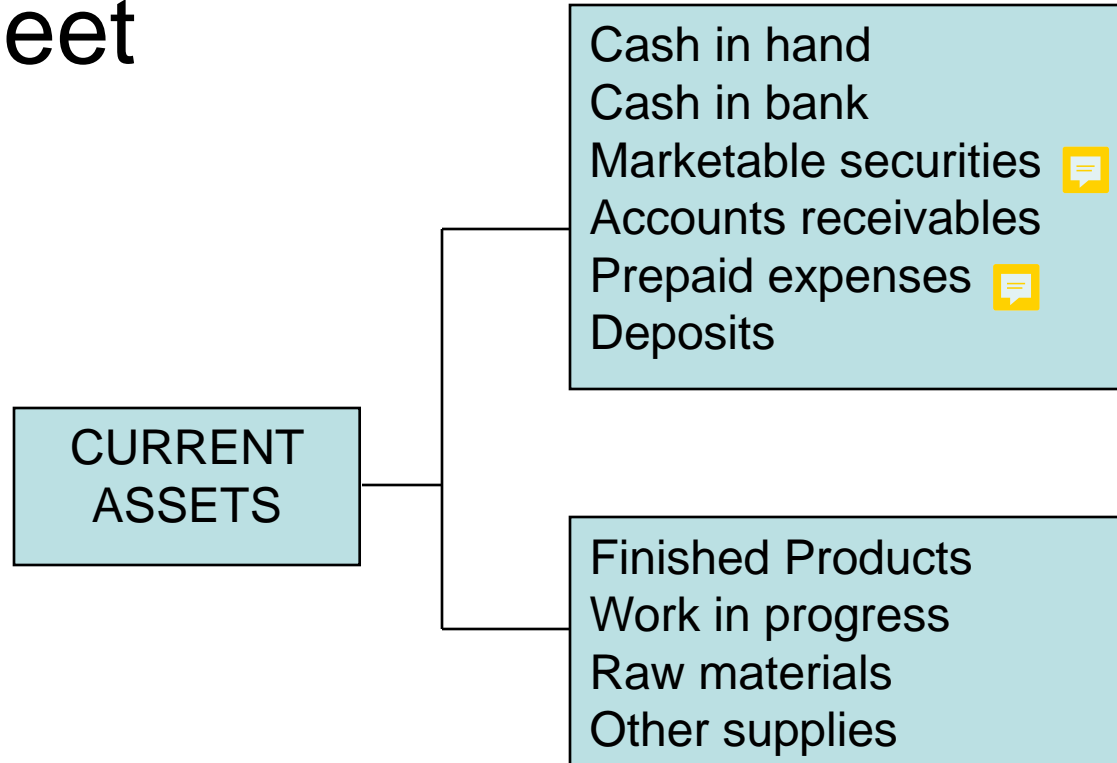 eet
Cash in hand
Cash in bank
Marketable securities
Accounts receivables
Prepaid expenses
Deposits
CURRENT
ASSETS
Finished Products
Work in progress
Raw materials
Other supplies